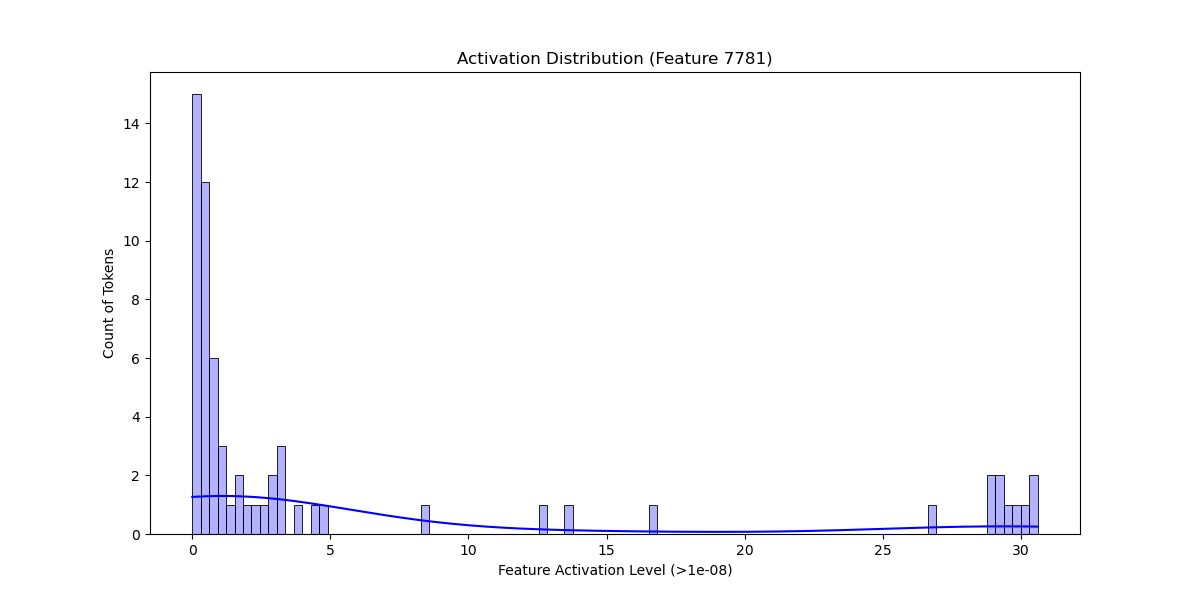 Activation Distribution (Feature 7781)
Count of Tokens
14
12
10
8
6
4
2
0
0 5 10 15 20 25 30
Feature Activation Level (>1e-08)